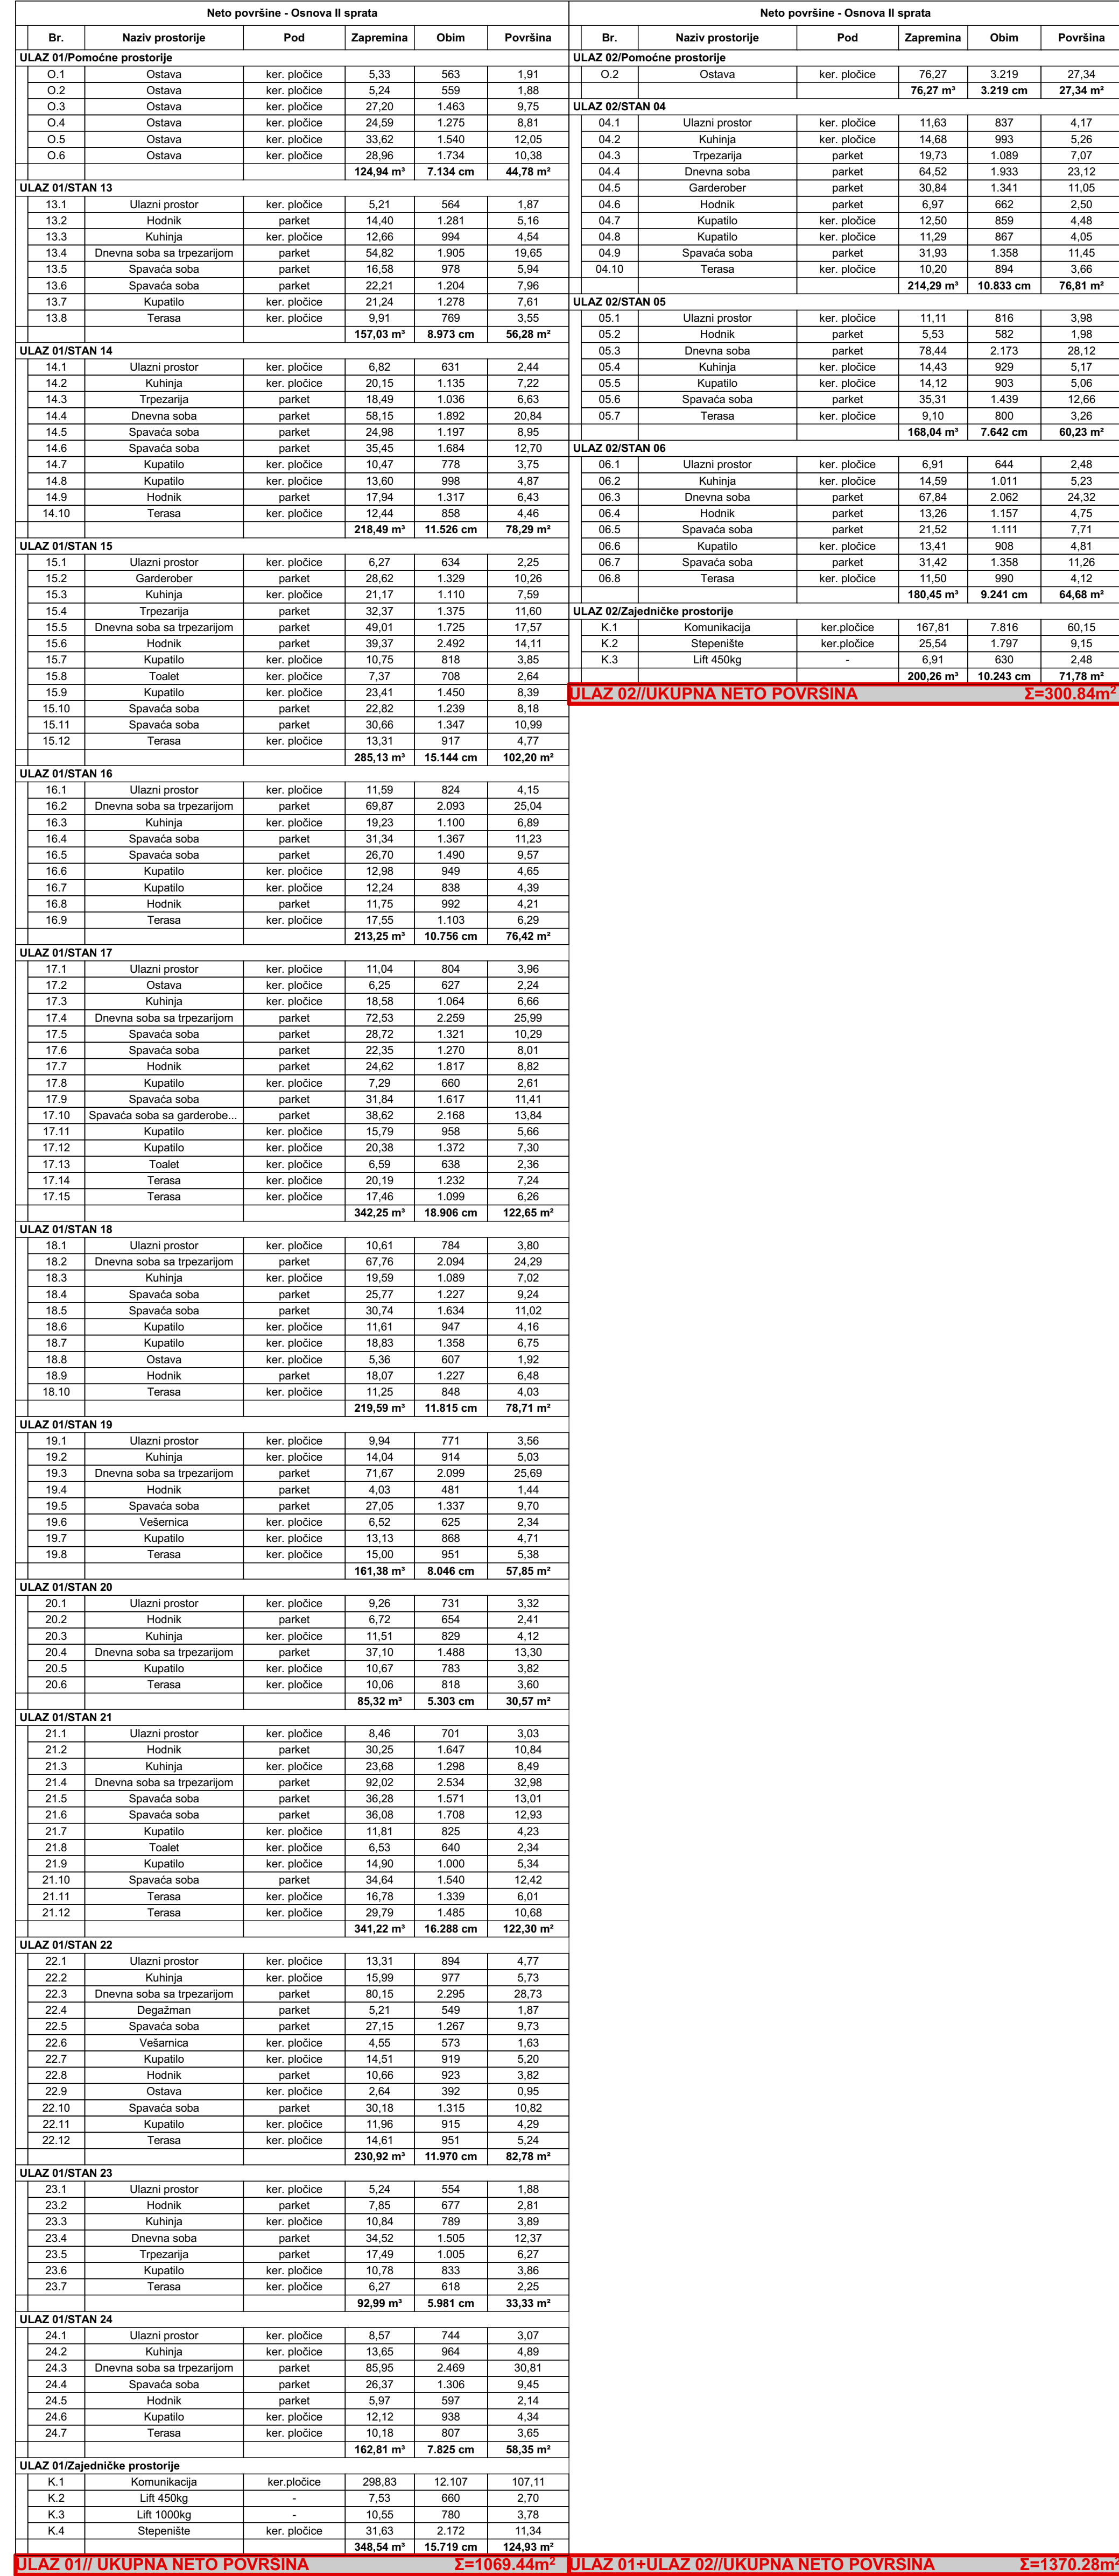 Neto površine - Osnova II sprata
Br. Naziv prostorije Pod Zapremina Obim Površina
ULAZ 01/Pomoćne prostorije
O.1 Ostava ker. pločice 5,33 563 1,91
O.2 Ostava ker. pločice 5,24 559 1,88
O.3 Ostava ker. pločice 27,20 1.463 9,75
O.4 Ostava ker. pločice 24,59 1.275 8,81
O.5 Ostava ker. pločice 33,62 1.540 12,05
O.6 Ostava ker. pločice 28,96 1.734 10,38
124,94 m³ 7.134 cm 44,78 m²
ULAZ 01/STAN 13
13.1 Ulazni prostor ker. pločice 5,21 564 1,87
13.2 Hodnik parket 14,40 1.281 5,16
13.3 Kuhinja ker. pločice 12,66 994 4,54
13.4 Dnevna soba sa trpezarijom parket 54,82 1.905 19,65
13.5 Spavaća soba parket 16,58 978 5,94
13.6 Spavaća soba parket 22,21 1.204 7,96
13.7 Kupatilo ker. pločice 21,24 1.278 7,61
13.8 Terasa ker. pločice 9,91 769 3,55
157,03 m³ 8.973 cm 56,28 m²
ULAZ 01/STAN 14
14.1 Ulazni prostor ker. pločice 6,82 631 2,44
14.2 Kuhinja ker. pločice 20,15 1.135 7,22
14.3 Trpezarija parket 18,49 1.036 6,63
14.4 Dnevna soba parket 58,15 1.892 20,84
14.5 Spavaća soba parket 24,98 1.197 8,95
14.6 Spavaća soba parket 35,45 1.684 12,70
14.7 Kupatilo ker. pločice 10,47 778 3,75
14.8 Kupatilo ker. pločice 13,60 998 4,87
14.9 Hodnik parket 17,94 1.317 6,43
14.10 Terasa ker. pločice 12,44 858 4,46
218,49 m³ 11.526 cm 78,29 m²
ULAZ 01/STAN 15
15.1 Ulazni prostor ker. pločice 6,27 634 2,25
15.2 Garderober parket 28,62 1.329 10,26
15.3 Kuhinja ker. pločice 21,17 1.110 7,59
15.4 Trpezarija parket 32,37 1.375 11,60
15.5 Dnevna soba sa trpezarijom parket 49,01 1.725 17,57
15.6 Hodnik parket 39,37 2.492 14,11
15.7 Kupatilo ker. pločice 10,75 818 3,85
15.8 Toalet ker. pločice 7,37 708 2,64
15.9 Kupatilo ker. pločice 23,41 1.450 8,39
15.10 Spavaća soba parket 22,82 1.239 8,18
15.11 Spavaća soba parket 30,66 1.347 10,99
15.12 Terasa ker. pločice 13,31 917 4,77
285,13 m³ 15.144 cm 102,20 m²
ULAZ 01/STAN 16
16.1 Ulazni prostor ker. pločice 11,59 824 4,15
16.2 Dnevna soba sa trpezarijom parket 69,87 2.093 25,04
16.3 Kuhinja ker. pločice 19,23 1.100 6,89
16.4 Spavaća soba parket 31,34 1.367 11,23
16.5 Spavaća soba parket 26,70 1.490 9,57
16.6 Kupatilo ker. pločice 12,98 949 4,65
16.7 Kupatilo ker. pločice 12,24 838 4,39
16.8 Hodnik parket 11,75 992 4,21
16.9 Terasa ker. pločice 17,55 1.103 6,29
213,25 m³ 10.756 cm 76,42 m²
ULAZ 01/STAN 17
17.1 Ulazni prostor ker. pločice 11,04 804 3,96
17.2 Ostava ker. pločice 6,25 627 2,24
17.3 Kuhinja ker. pločice 18,58 1.064 6,66
17.4 Dnevna soba sa trpezarijom parket 72,53 2.259 25,99
17.5 Spavaća soba parket 28,72 1.321 10,29
17.6 Spavaća soba parket 22,35 1.270 8,01
17.7 Hodnik parket 24,62 1.817 8,82
17.8 Kupatilo ker. pločice 7,29 660 2,61
17.9 Spavaća soba parket 31,84 1.617 11,41
17.10 Spavaća soba sa garderobe... parket 38,62 2.168 13,84
17.11 Kupatilo ker. pločice 15,79 958 5,66
17.12 Kupatilo ker. pločice 20,38 1.372 7,30
17.13 Toalet ker. pločice 6,59 638 2,36
17.14 Terasa ker. pločice 20,19 1.232 7,24
17.15 Terasa ker. pločice 17,46 1.099 6,26
342,25 m³ 18.906 cm 122,65 m²
ULAZ 01/STAN 18
18.1 Ulazni prostor ker. pločice 10,61 784 3,80
18.2 Dnevna soba sa trpezarijom parket 67,76 2.094 24,29
18.3 Kuhinja ker. pločice 19,59 1.089 7,02
18.4 Spavaća soba parket 25,77 1.227 9,24
18.5 Spavaća soba parket 30,74 1.634 11,02
18.6 Kupatilo ker. pločice 11,61 947 4,16
18.7 Kupatilo ker. pločice 18,83 1.358 6,75
18.8 Ostava ker. pločice 5,36 607 1,92
18.9 Hodnik parket 18,07 1.227 6,48
18.10 Terasa ker. pločice 11,25 848 4,03
219,59 m³ 11.815 cm 78,71 m²
ULAZ 01/STAN 19
19.1 Ulazni prostor ker. pločice 9,94 771 3,56
19.2 Kuhinja ker. pločice 14,04 914 5,03
19.3 Dnevna soba sa trpezarijom parket 71,67 2.099 25,69
19.4 Hodnik parket 4,03 481 1,44
19.5 Spavaća soba parket 27,05 1.337 9,70
19.6 Vešernica ker. pločice 6,52 625 2,34
19.7 Kupatilo ker. pločice 13,13 868 4,71
19.8 Terasa ker. pločice 15,00 951 5,38
161,38 m³ 8.046 cm 57,85 m²
ULAZ 01/STAN 20
20.1 Ulazni prostor ker. pločice 9,26 731 3,32
20.2 Hodnik parket 6,72 654 2,41
20.3 Kuhinja ker. pločice 11,51 829 4,12
20.4 Dnevna soba sa trpezarijom parket 37,10 1.488 13,30
20.5 Kupatilo ker. pločice 10,67 783 3,82
20.6 Terasa ker. pločice 10,06 818 3,60
85,32 m³ 5.303 cm 30,57 m²
ULAZ 01/STAN 21
21.1 Ulazni prostor ker. pločice 8,46 701 3,03
21.2 Hodnik parket 30,25 1.647 10,84
21.3 Kuhinja ker. pločice 23,68 1.298 8,49
21.4 Dnevna soba sa trpezarijom parket 92,02 2.534 32,98
21.5 Spavaća soba parket 36,28 1.571 13,01
21.6 Spavaća soba parket 36,08 1.708 12,93
21.7 Kupatilo ker. pločice 11,81 825 4,23
21.8 Toalet ker. pločice 6,53 640 2,34
21.9 Kupatilo ker. pločice 14,90 1.000 5,34
21.10 Spavaća soba parket 34,64 1.540 12,42
21.11 Terasa ker. pločice 16,78 1.339 6,01
21.12 Terasa ker. pločice 29,79 1.485 10,68
341,22 m³ 16.288 cm 122,30 m²
ULAZ 01/STAN 22
22.1 Ulazni prostor ker. pločice 13,31 894 4,77
22.2 Kuhinja ker. pločice 15,99 977 5,73
22.3 Dnevna soba sa trpezarijom parket 80,15 2.295 28,73
22.4 Degažman parket 5,21 549 1,87
22.5 Spavaća soba parket 27,15 1.267 9,73
22.6 Vešarnica ker. pločice 4,55 573 1,63
22.7 Kupatilo ker. pločice 14,51 919 5,20
22.8 Hodnik parket 10,66 923 3,82
22.9 Ostava ker. pločice 2,64 392 0,95
22.10 Spavaća soba parket 30,18 1.315 10,82
22.11 Kupatilo ker. pločice 11,96 915 4,29
22.12 Terasa ker. pločice 14,61 951 5,24
230,92 m³ 11.970 cm 82,78 m²
ULAZ 01/STAN 23
23.1 Ulazni prostor ker. pločice 5,24 554 1,88
23.2 Hodnik parket 7,85 677 2,81
23.3 Kuhinja ker. pločice 10,84 789 3,89
23.4 Dnevna soba parket 34,52 1.505 12,37
23.5 Trpezarija parket 17,49 1.005 6,27
23.6 Kupatilo ker. pločice 10,78 833 3,86
23.7 Terasa ker. pločice 6,27 618 2,25
92,99 m³ 5.981 cm 33,33 m²
ULAZ 01/STAN 24
24.1 Ulazni prostor ker. pločice 8,57 744 3,07
24.2 Kuhinja ker. pločice 13,65 964 4,89
24.3 Dnevna soba sa trpezarijom parket 85,95 2.469 30,81
24.4 Spavaća soba parket 26,37 1.306 9,45
24.5 Hodnik parket 5,97 597 2,14
24.6 Kupatilo ker. pločice 12,12 938 4,34
24.7 Terasa ker. pločice 10,18 807 3,65
162,81 m³ 7.825 cm 58,35 m²
ULAZ 01/Zajedničke prostorije
K.1 Komunikacija ker.pločice 298,83 12.107 107,11
K.2 Lift 450kg - 7,53 660 2,70
K.3 Lift 1000kg - 10,55 780 3,78
K.4 Stepenište ker. pločice 31,63 2.172 11,34
348,54 m³ 15.719 cm 124,93 m²
ULAZ 01// UKUPNA NETO POVRŠINA Σ=1069.44m²
Neto površine - Osnova II sprata
Br. Naziv prostorije Pod Zapremina Obim Površina
ULAZ 02/Pomoćne prostorije
O.2 Ostava ker. pločice 76,27 3.219 27,34
76,27 m³ 3.219 cm 27,34 m²
ULAZ 02/STAN 04
04.1 Ulazni prostor ker. pločice 11,63 837 4,17
04.2 Kuhinja ker. pločice 14,68 993 5,26
04.3 Trpezarija parket 19,73 1.089 7,07
04.4 Dnevna soba parket 64,52 1.933 23,12
04.5 Garderober parket 30,84 1.341 11,05
04.6 Hodnik parket 6,97 662 2,50
04.7 Kupatilo ker. pločice 12,50 859 4,48
04.8 Kupatilo ker. pločice 11,29 867 4,05
04.9 Spavaća soba parket 31,93 1.358 11,45
04.10 Terasa ker. pločice 10,20 894 3,66
214,29 m³ 10.833 cm 76,81 m²
ULAZ 02/STAN 05
05.1 Ulazni prostor ker. pločice 11,11 816 3,98
05.2 Hodnik parket 5,53 582 1,98
05.3 Dnevna soba parket 78,44 2.173 28,12
05.4 Kuhinja ker. pločice 14,43 929 5,17
05.5 Kupatilo ker. pločice 14,12 903 5,06
05.6 Spavaća soba parket 35,31 1.439 12,66
05.7 Terasa ker. pločice 9,10 800 3,26
168,04 m³ 7.642 cm 60,23 m²
ULAZ 02/STAN 06
06.1 Ulazni prostor ker. pločice 6,91 644 2,48
06.2 Kuhinja ker. pločice 14,59 1.011 5,23
06.3 Dnevna soba parket 67,84 2.062 24,32
06.4 Hodnik parket 13,26 1.157 4,75
06.5 Spavaća soba parket 21,52 1.111 7,71
06.6 Kupatilo ker. pločice 13,41 908 4,81
06.7 Spavaća soba parket 31,42 1.358 11,26
06.8 Terasa ker. pločice 11,50 990 4,12
180,45 m³ 9.241 cm 64,68 m²
ULAZ 02/Zajedničke prostorije
K.1 Komunikacija ker.pločice 167,81 7.816 60,15
K.2 Stepenište ker.pločice 25,54 1.797 9,15
K.3 Lift 450kg - 6,91 630 2,48
200,26 m³ 10.243 cm 71,78 m²
ULAZ 02//UKUPNA NETO POVRŠINA Σ=300.84m²
ULAZ 01+ULAZ 02//UKUPNA NETO POVRŠINA Σ=1370.28m²